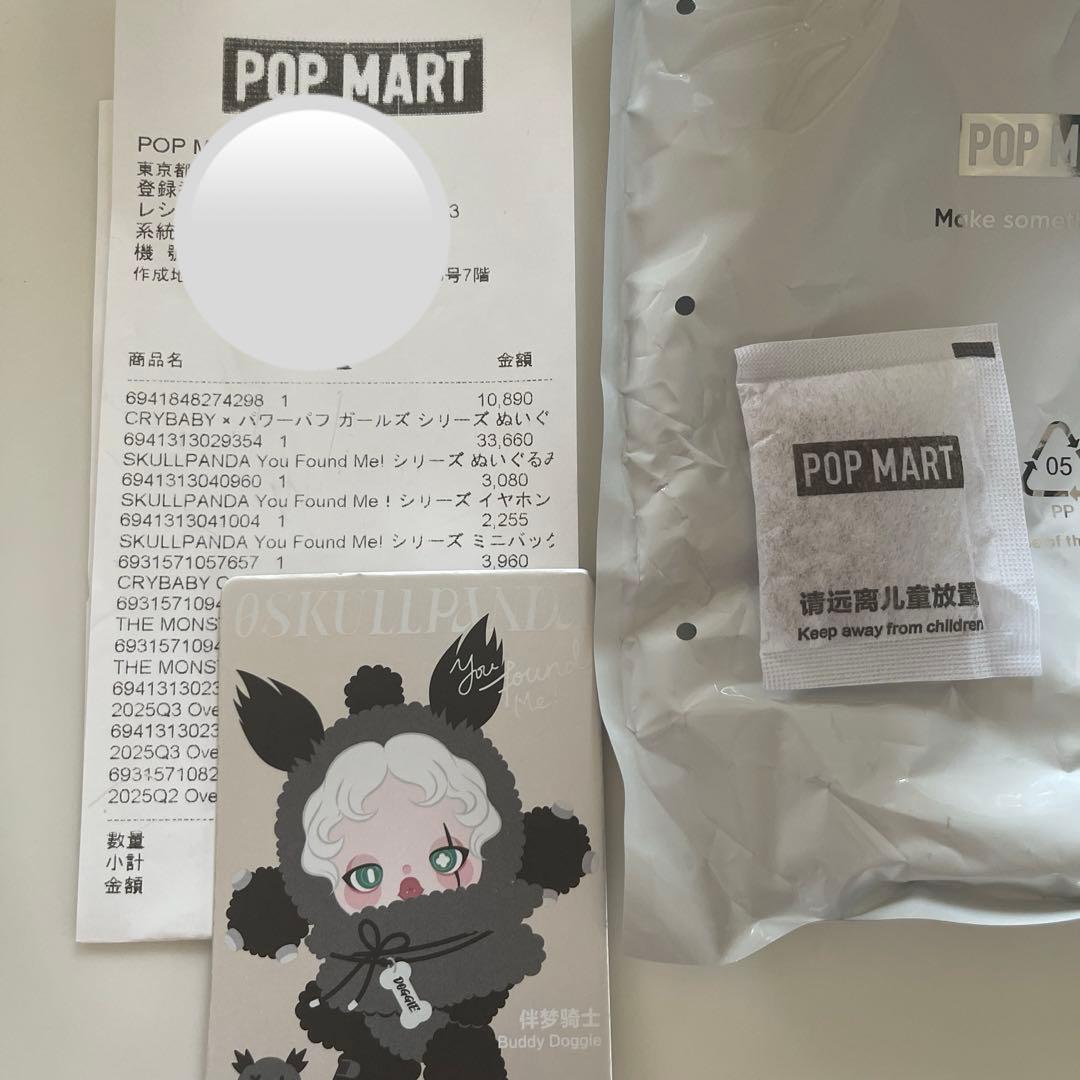 POP MART
POP
東京都
登録
レシ 3
系統
機 號
作成地 号7階
商品名 金額
6941848274298 1 10,890
CRYBABY × パワーパフ ガールズ シリーズ ぬいぐ
6941313029354 1 33,660
SKULLPANDA You Found Me! シリーズ ぬいぐるみ
6941313040960 1 3,080
SKULLPANDA You Found Me ! シリーズ イヤホン
6941313041004 1 2,255
SKULLPANDA You Found Me! シリーズ ミニバッグ
6931571057657 1 3,960
CRYBABY
693157109
THE MONS
693157109
THE MONS
694131302
2025Q3 Ove
694131302
2025Q3 Ove
693157108
2025Q2 Ove
数量
小計
金額
SKULLPANDA
You Found
Me!
DOGGIE
伴梦骑士
Buddy Doggie
POP M
Make somet
POP MART
请远离儿童放置
Keep away from children
05
PP
of th